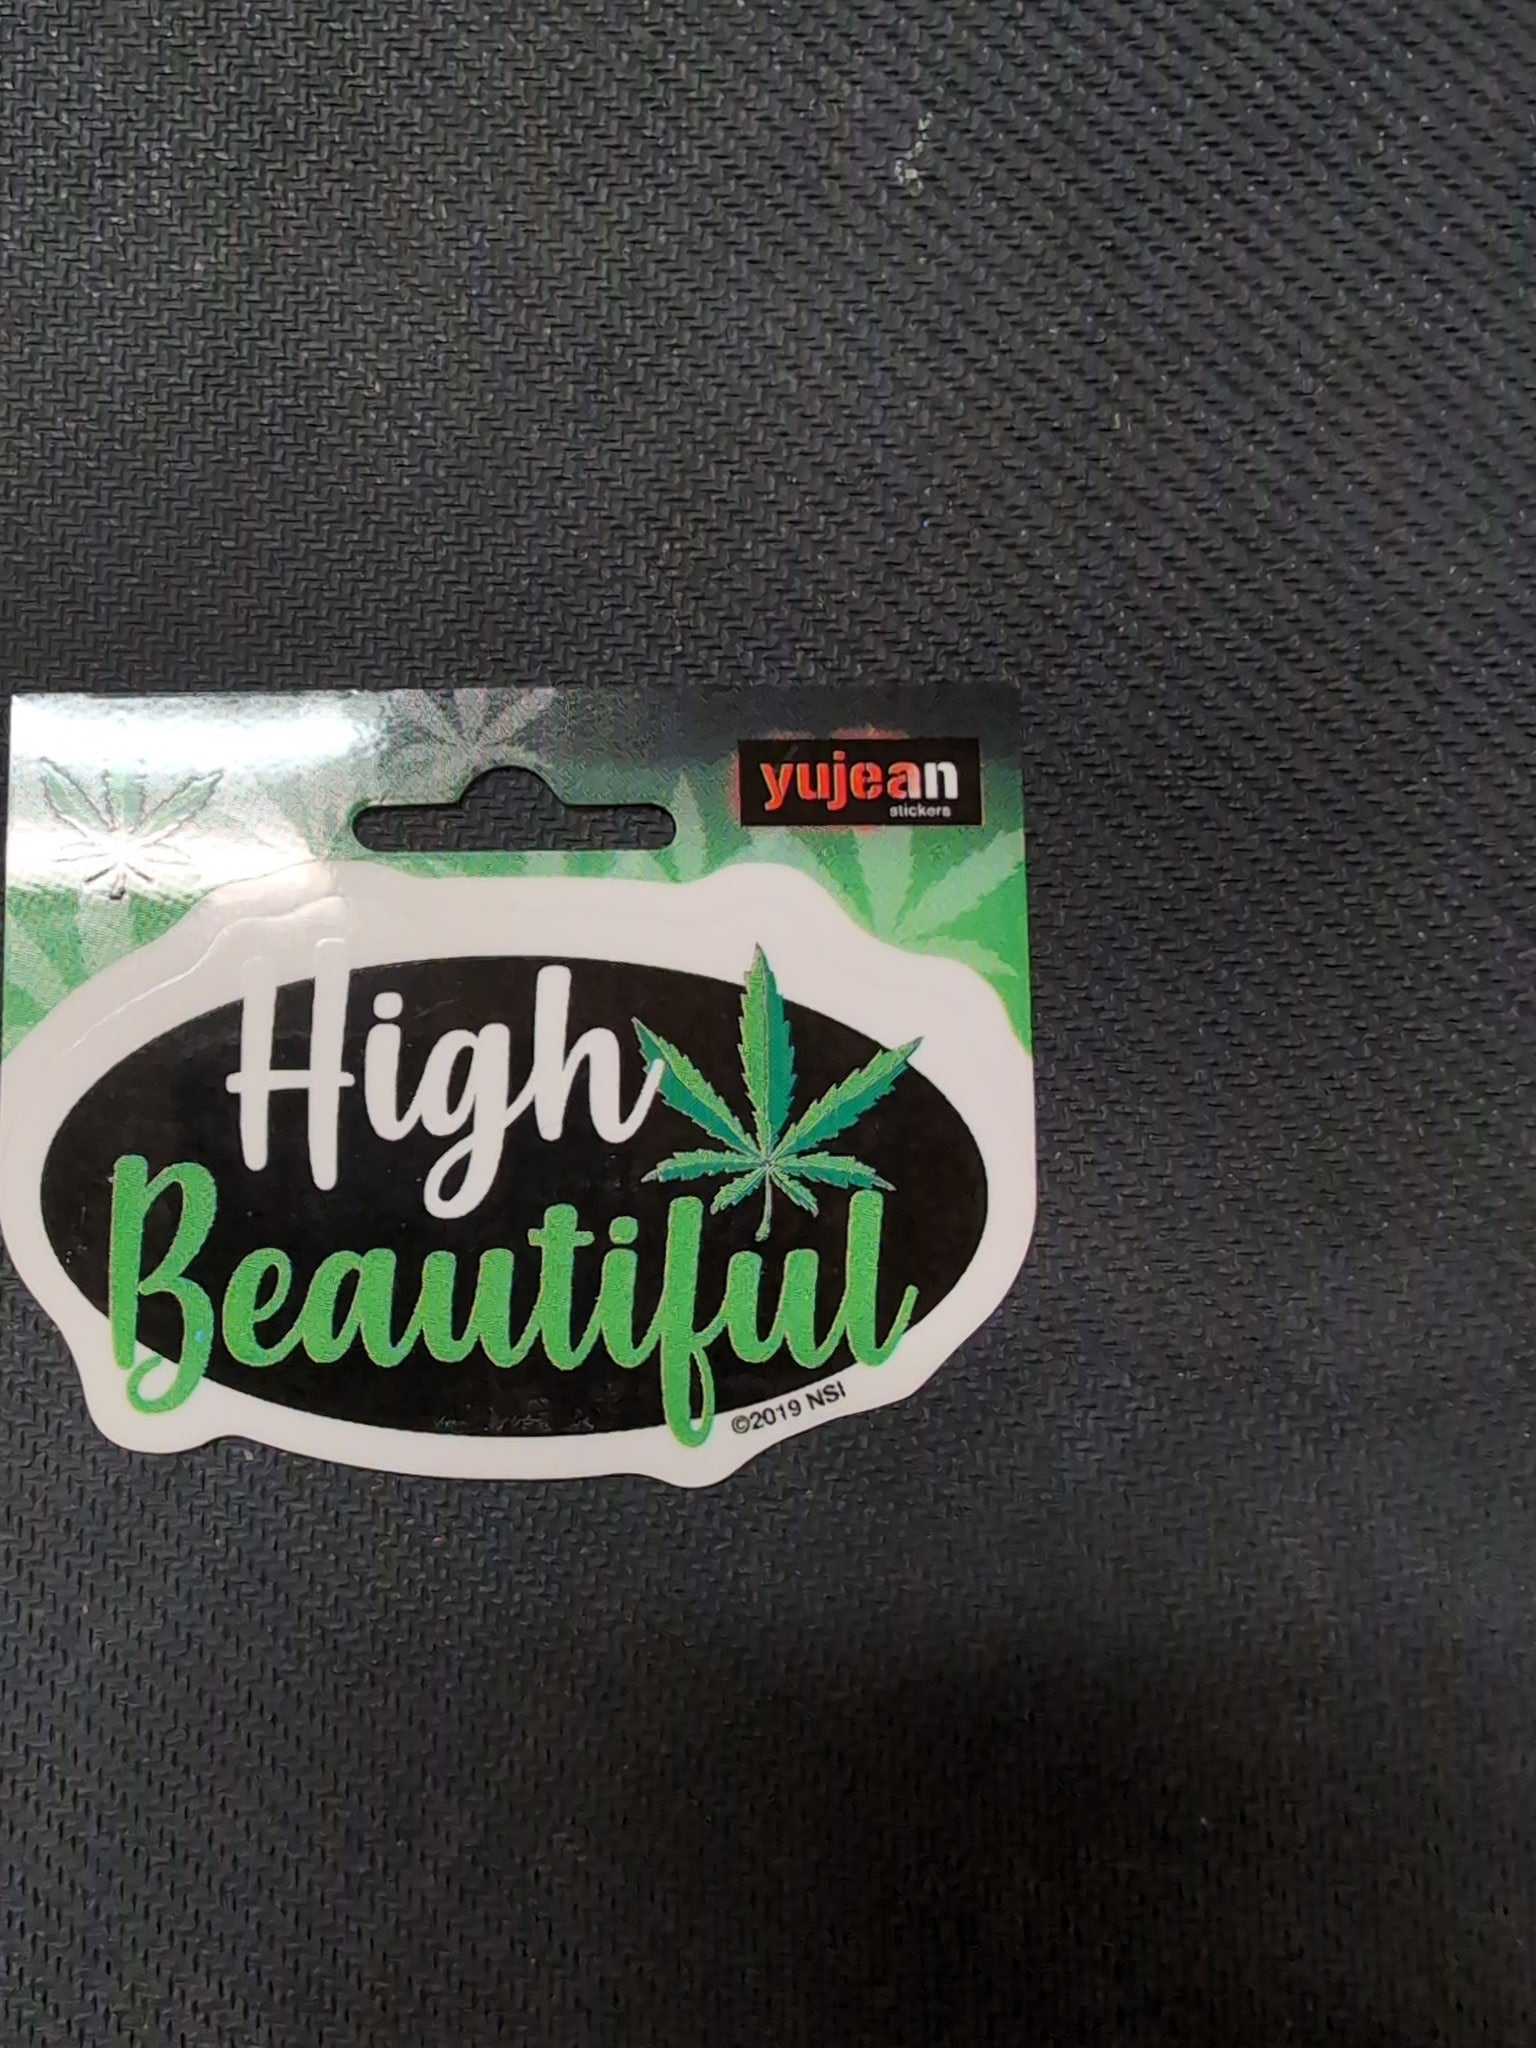 yujean
stickers
High
Beautiful
©2019 NSI